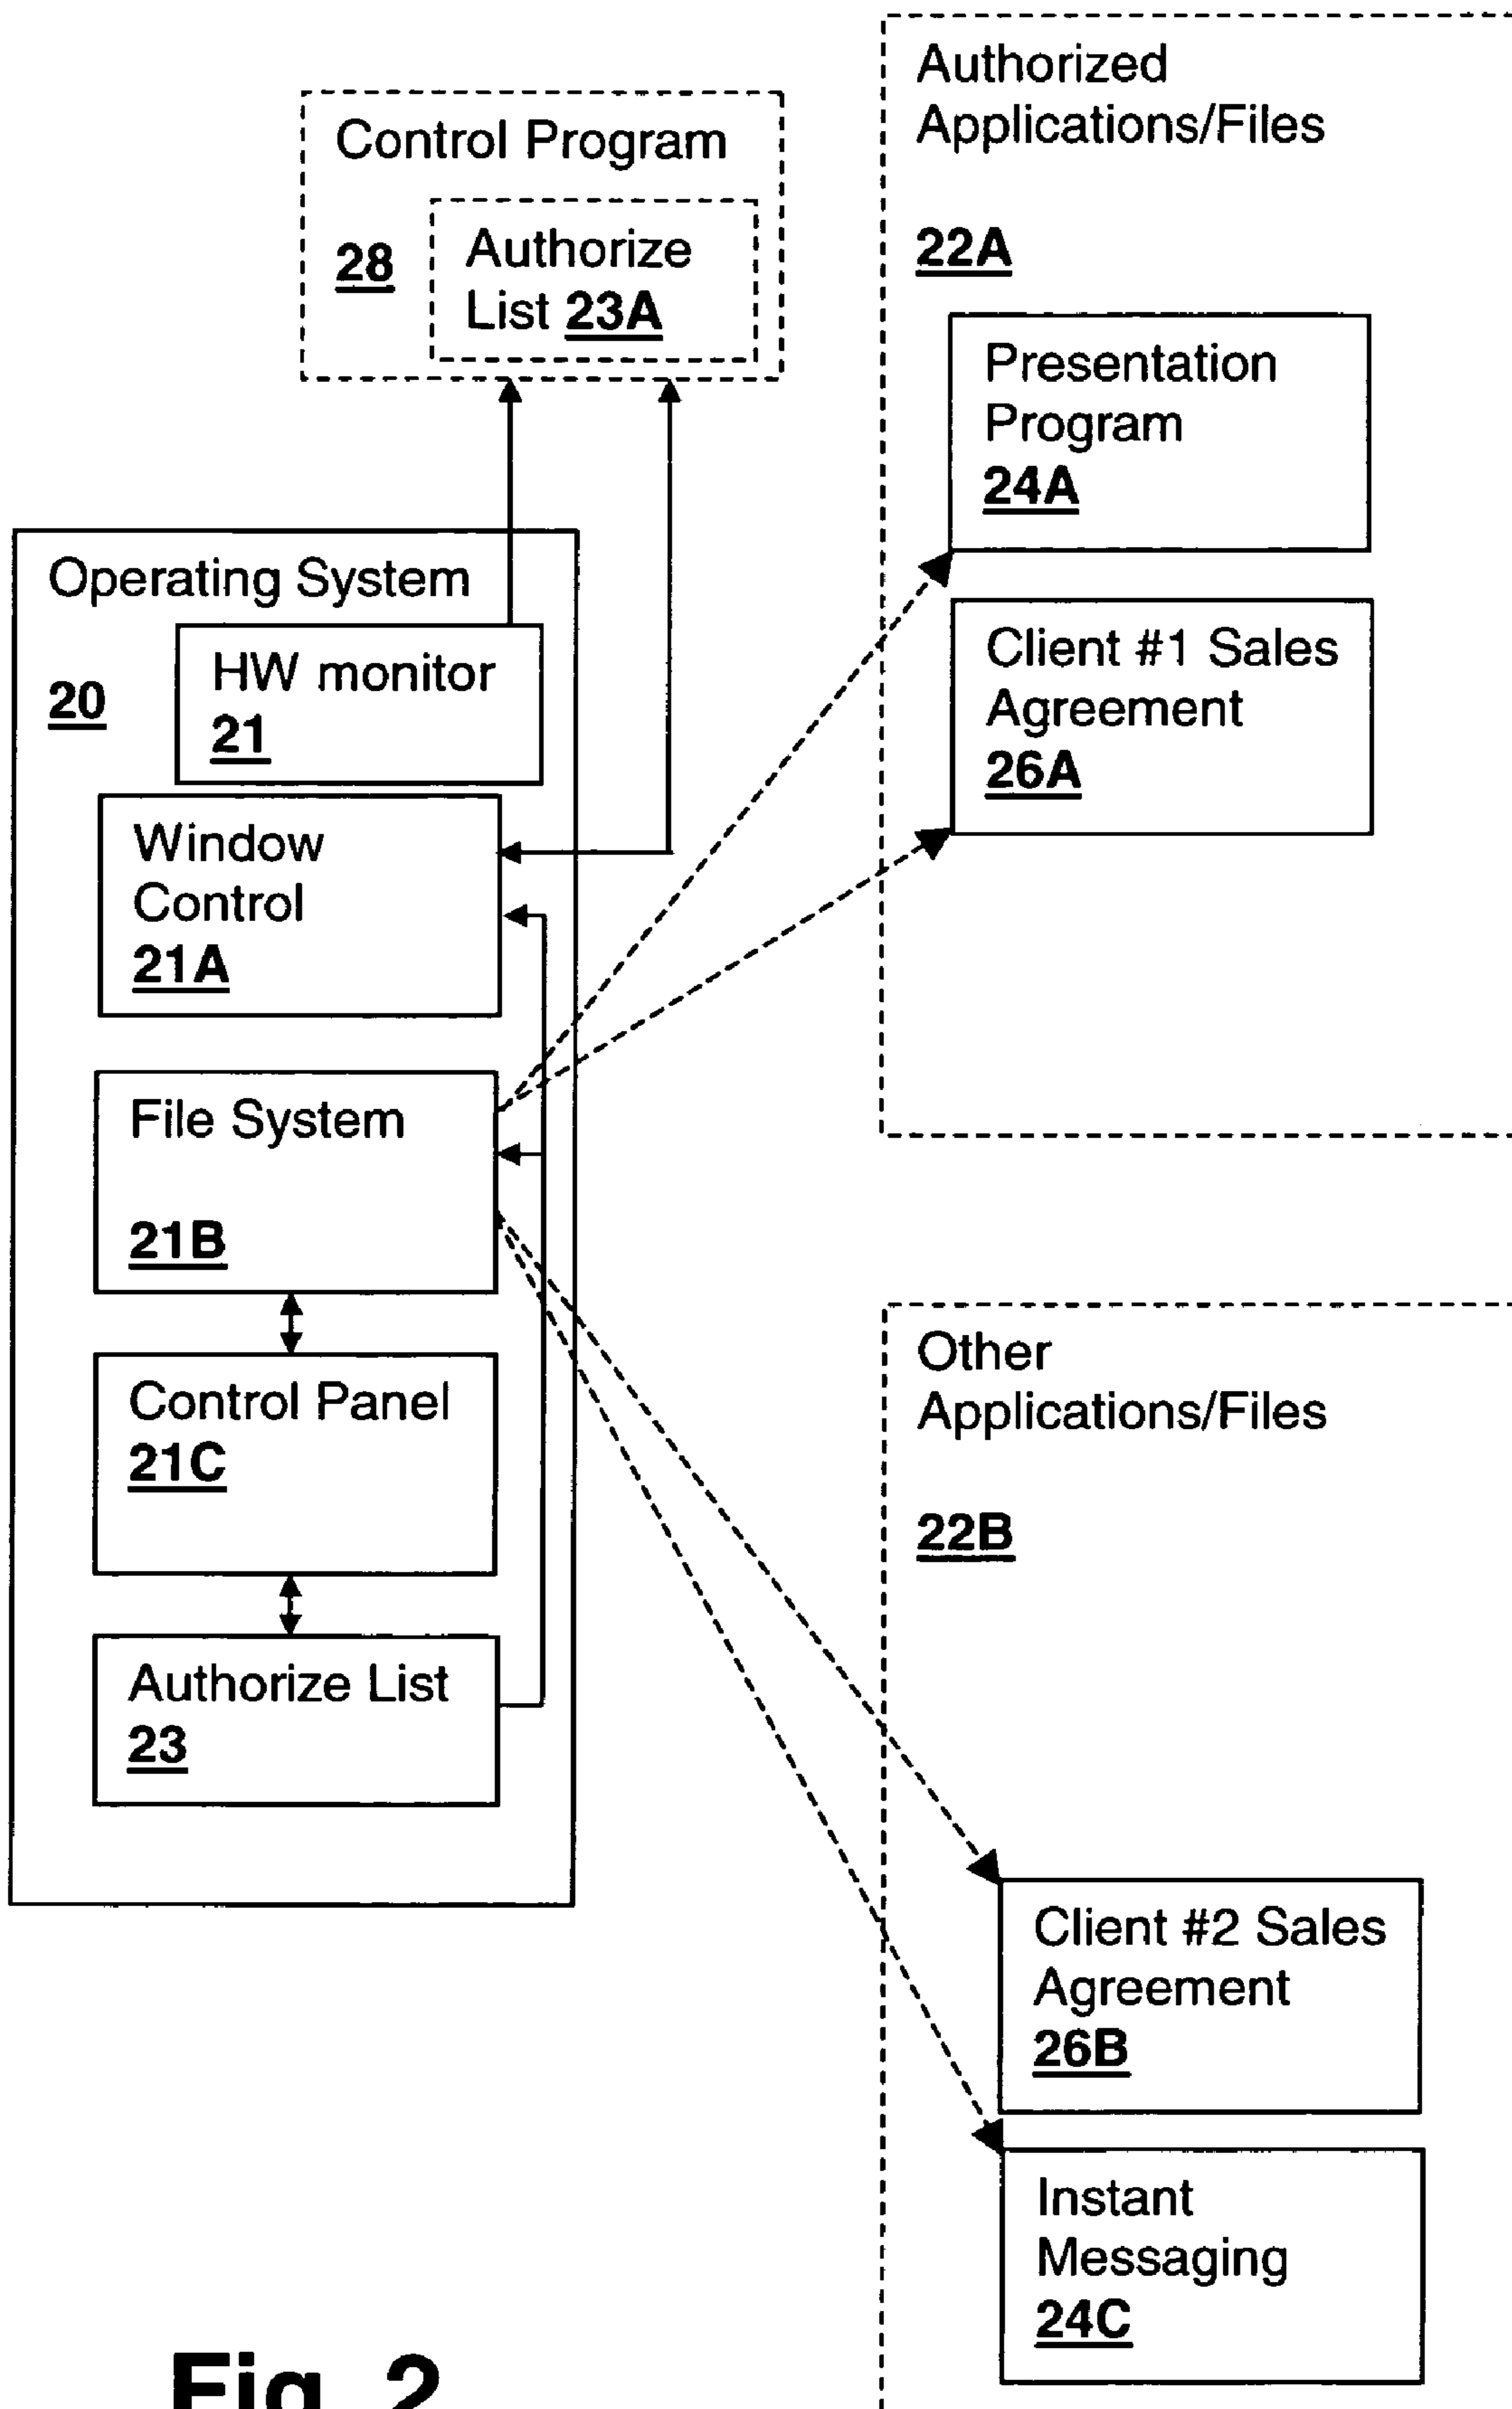 Control Program
28
Authorize
List 23A
Operating System
20
HW monitor
21
Window
Control
21A
File System
21B
Control Panel
21C
Authorize List
23
Authorized
Applications/Files
22A
Presentation
Program
24A
Client #1 Sales
Agreement
26A
Other
Applications/Files
22B
Client #2 Sales
Agreement
26B
Instant
Messaging
24C
Fig. 2